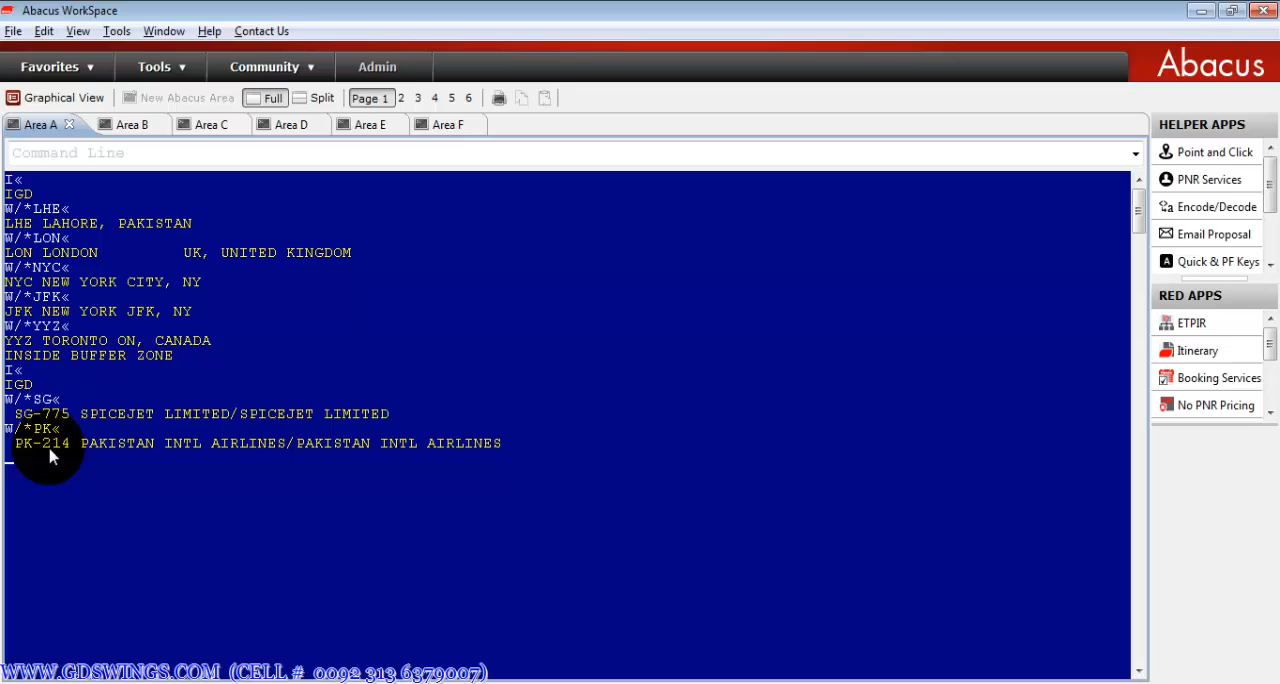 Abacus WorkSpace
File Edit View Tools Window Help Contact Us
Favorites ▼ Tools ▼ Community ▼ Admin Abacus
Graphical View New Abacus Area Full Split Page 1 2 3 4 5 6
Area A Area B Area C Area D Area E Area F
Command Line
I«
IGD
W/*LHE«
LHE LAHORE, PAKISTAN
W/*LON«
LON LONDON UK, UNITED KINGDOM
W/*NYC«
NYC NEW YORK CITY, NY
W/*JFK«
JFK NEW YORK JFK, NY
W/*YYZ«
YYZ TORONTO ON, CANADA
INSIDE BUFFER ZONE
I«
IGD
W/*SG«
SG-775 SPICEJET LIMITED/SPICEJET LIMITED
W/*PK«
PK-214 PAKISTAN INTL AIRLINES/PAKISTAN INTL AIRLINES
HELPER APPS
Point and Click
PNR Services
Encode/Decode
Email Proposal
Quick & PF Keys
RED APPS
ETPIR
Itinerary
Booking Services
No PNR Pricing
WWW.GDSWINGS.COM (CELL # 0092 313 6379007)